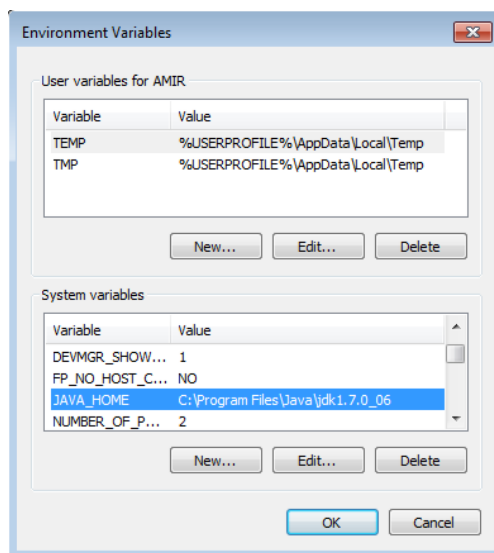 Environment Variables
User variables for AMIR
Variable Value
TEMP %USERPROFILE%\AppData\Local\Temp
TMP %USERPROFILE%\AppData\Local\Temp
New... Edit... Delete
System variables
Variable Value
DEVMGR_SHOW... 1
FP_NO_HOST_C... NO
JAVA_HOME C:\Program Files\Java\jdk1.7.0_06
NUMBER_OF_P... 2
New... Edit... Delete
OK Cancel